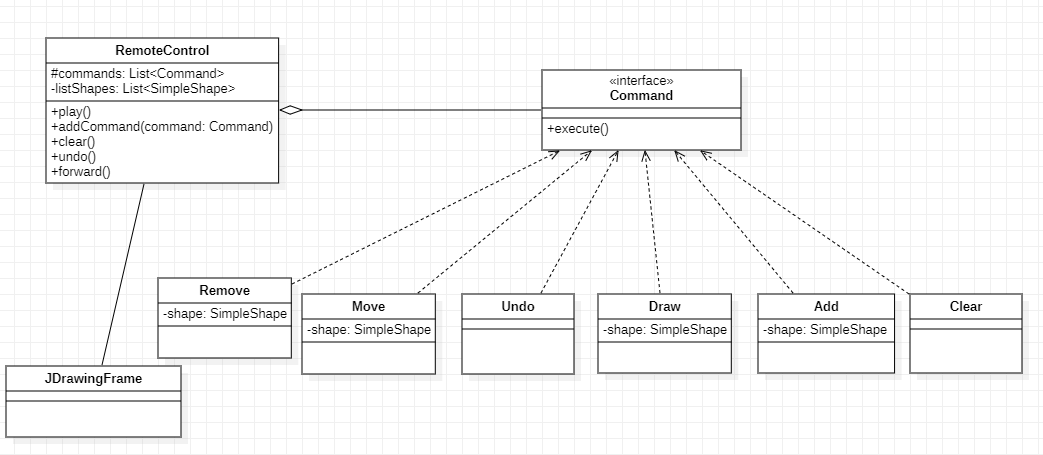 RemoteControl
#commands: List<Command>
-listShapes: List<SimpleShape>
+play()
+addCommand(command: Command)
+clear()
+undo()
+forward()
«interface»
Command
+execute()
Remove
-shape: SimpleShape
Move
-shape: SimpleShape
Undo
Draw
-shape: SimpleShape
Add
-shape: SimpleShape
Clear
JDrawingFrame